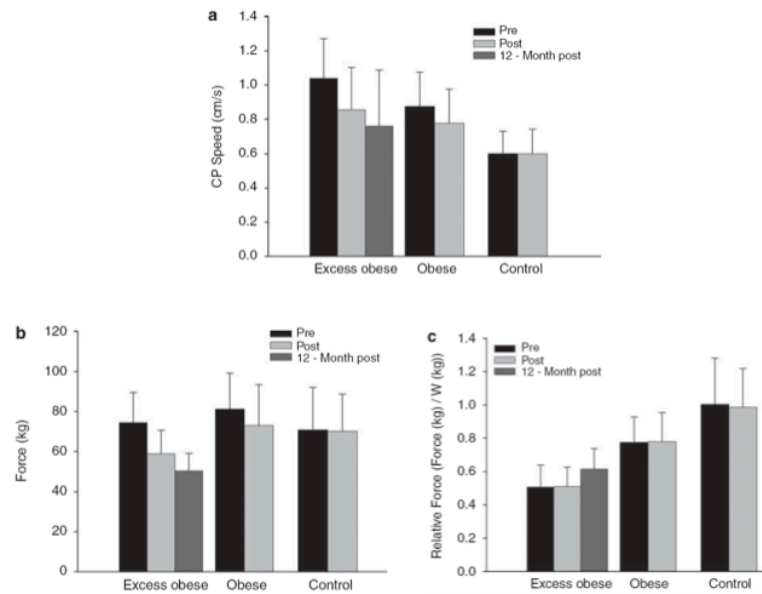 a
1.4
1.2
1.0
0.8
0.6
0.4
0.2
0.0
CP Speed (cm/s)
Pre
Post
12 - Month post
Excess obese Obese Control
b
120
100
80
60
40
20
0
Force (kg)
Pre
Post
12 - Month post
Excess obese Obese Control
c
1.4
1.2
1.0
0.8
0.6
0.4
0.2
0.0
Relative Force (Force (kg) / W (kg))
Pre
Post
12 - Month post
Excess obese Obese Control